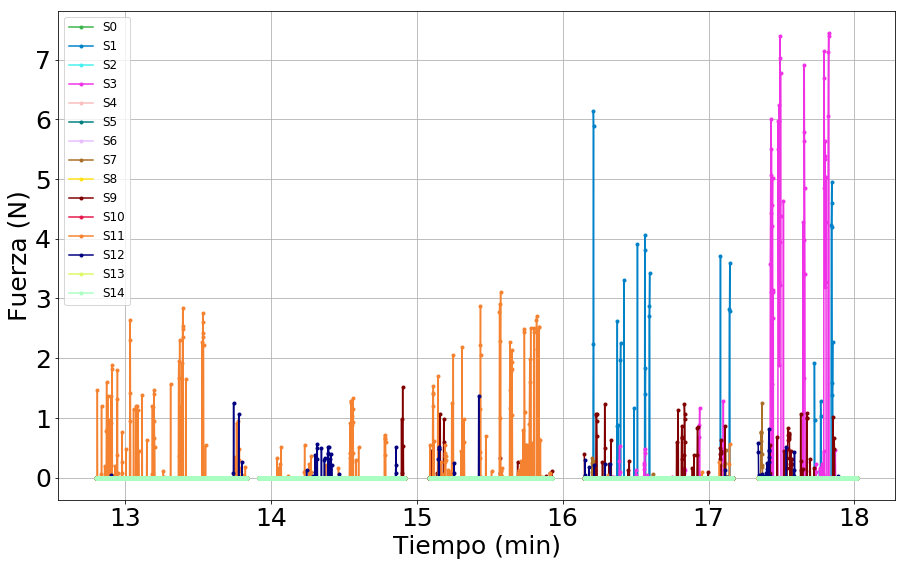 S0
S1
S2
S3
S4
S5
S6
S7
S8
S9
S10
S11
S12
S13
S14
7
6
5
4
3
2
1
0
Fuerza (N)
13 14 15 16 17 18
Tiempo (min)